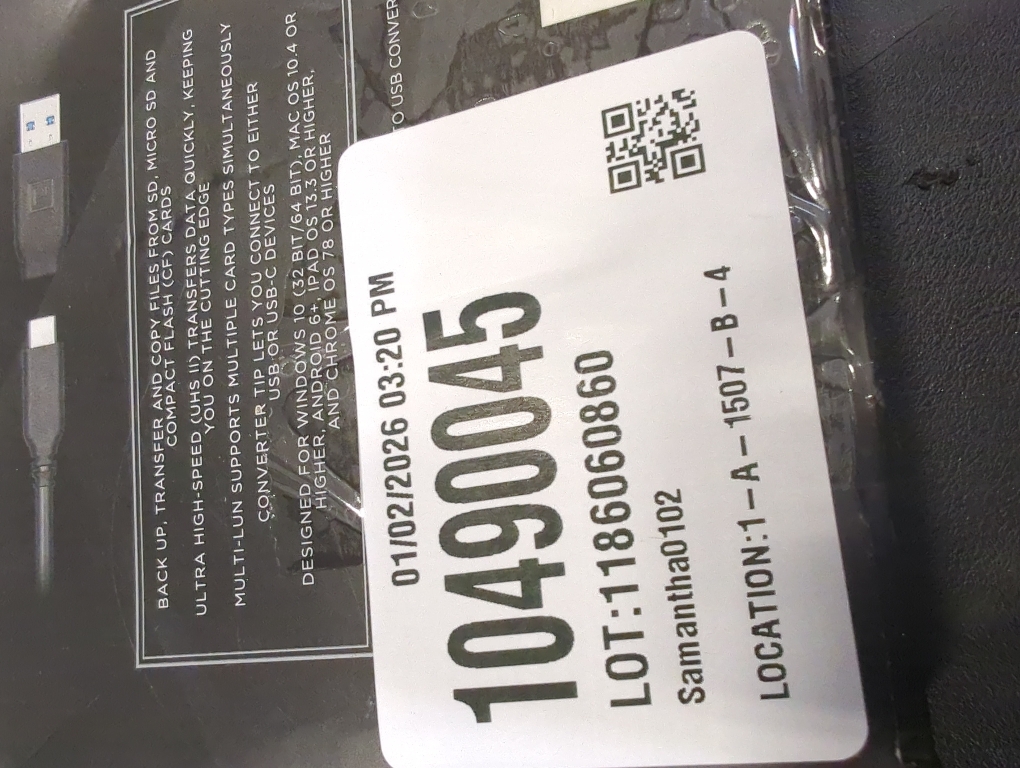 BACK UP, TRANSFER AND COPY FILES FROM SD, MICRO SD AND
COMPACT FLASH (CF) CARDS
ULTRA HIGH-SPEED (UHS II) TRANSFERS DATA QUICKLY, KEEPING
YOU ON THE CUTTING EDGE
MULTI-LUN SUPPORTS MULTIPLE CARD TYPES SIMULTANEOUSLY
CONVERTER TIP LETS YOU CONNECT TO EITHER
USB OR USB-C DEVICES
DESIGNED FOR WINDOWS 10 (32 BIT/64 BIT), MAC OS 10.4 OR
HIGHER, ANDROID 6+, IPAD OS 13.3 OR HIGHER,
AND CHROME OS 78 OR HIGHER
TO USB CONVER
01/02/2026 03:20 PM
10490045
LOT:1186060860
Samantha0102
LOCATION:1-A-1507-B-4